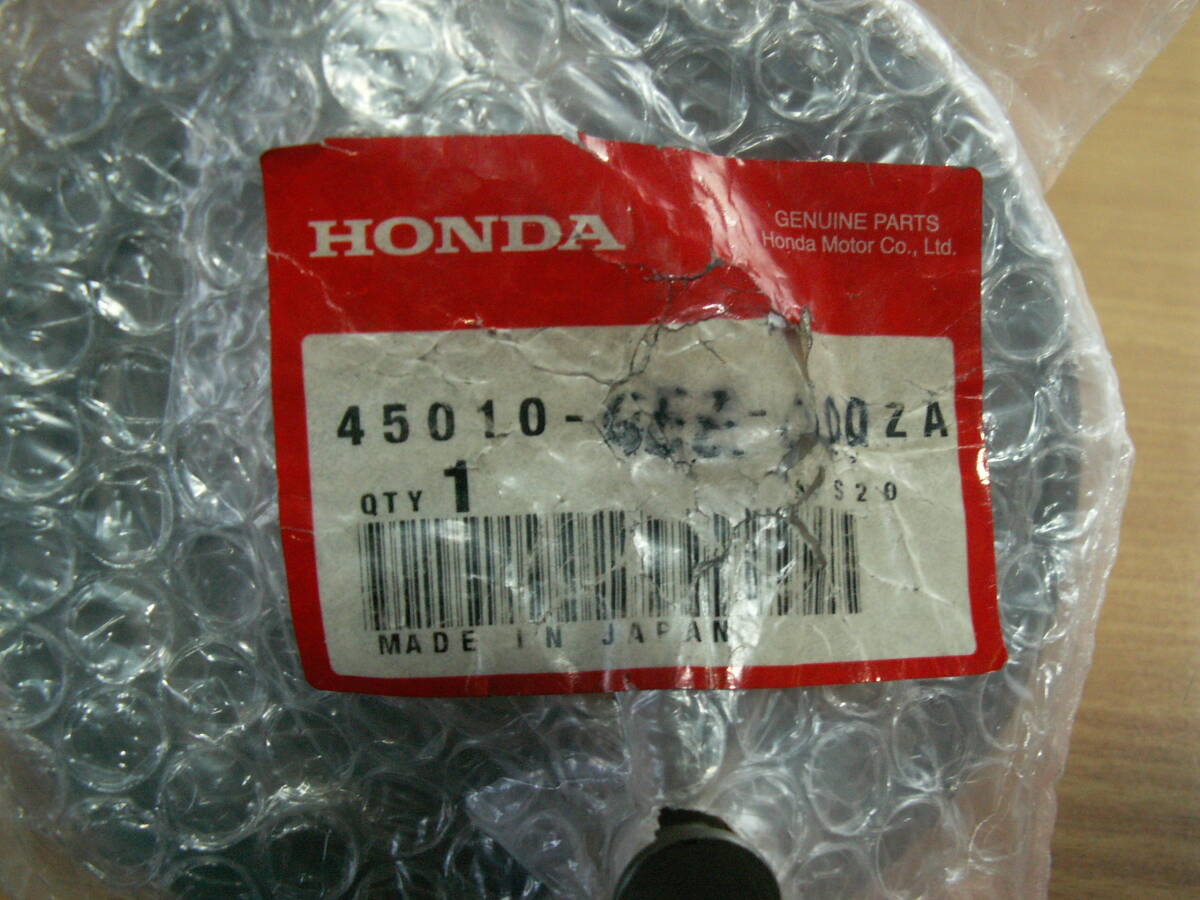 HONDA
GENUINE PARTS
Honda Motor Co., Ltd.
45010-
QTY 1
S20
MADE IN JAPAN